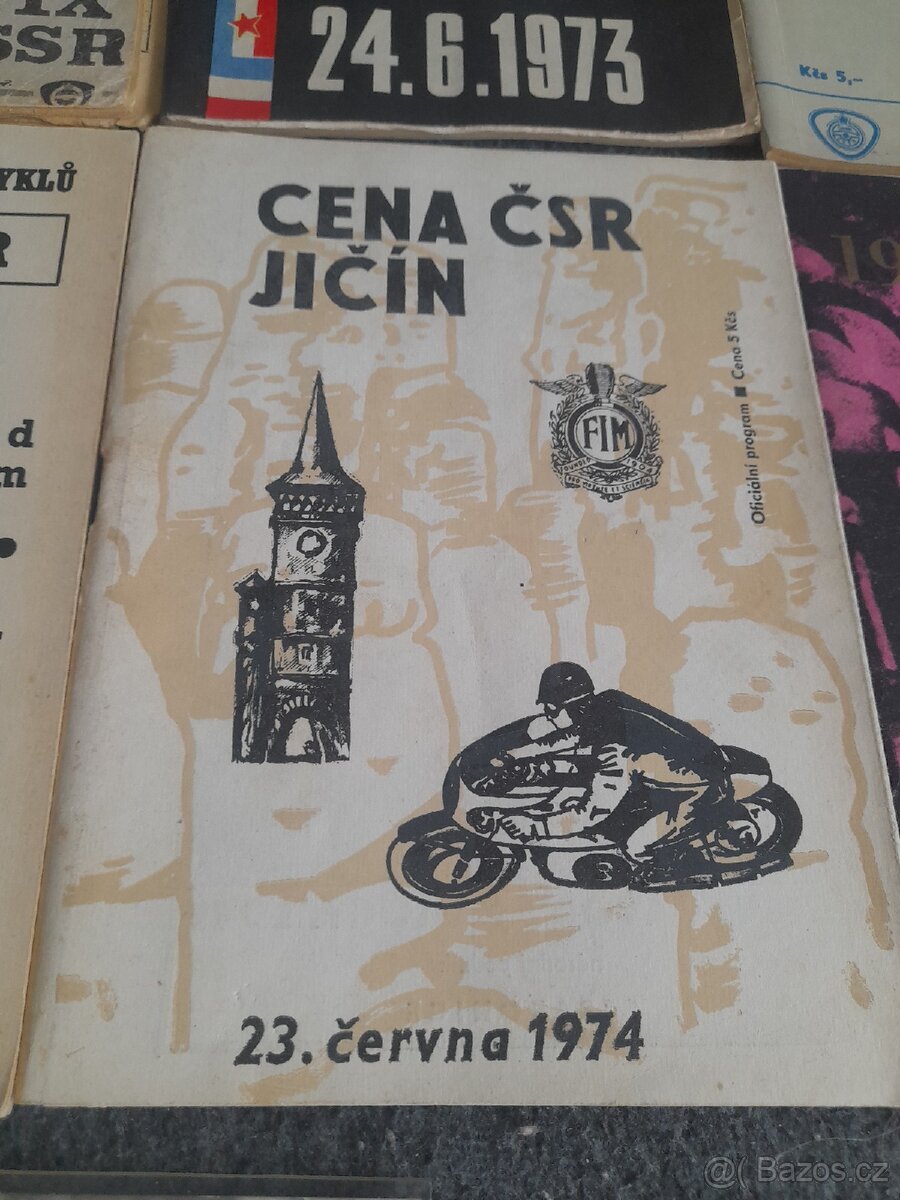 SSR
24.6.1973
Kčs 5,-
YKLŮ
R
d
m
19
CENA ČSR
JIČÍN
FIM
Oficiální program ■ Cena 5 Kčs
23. června 1974
@( Bazos.cz